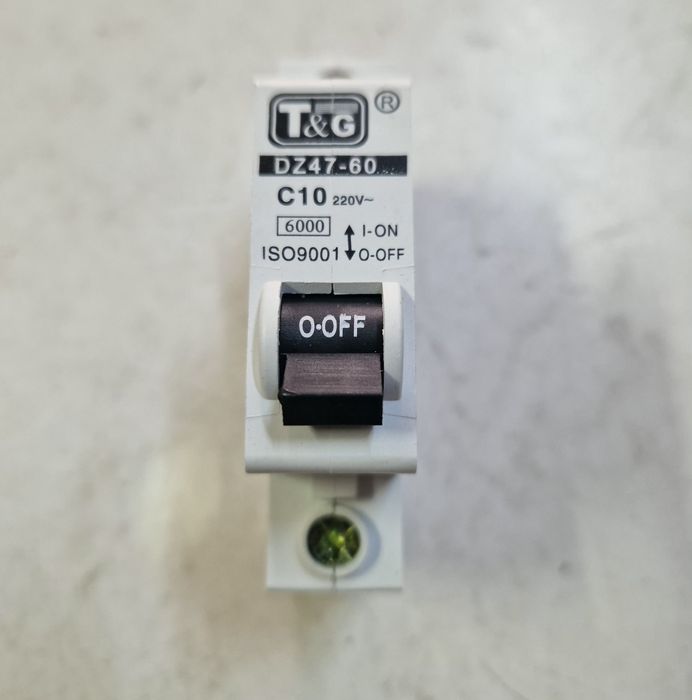 T&G ®
DZ47-60
C10 220V~
6000
I-ON
ISO9001
O-OFF
O·OFF